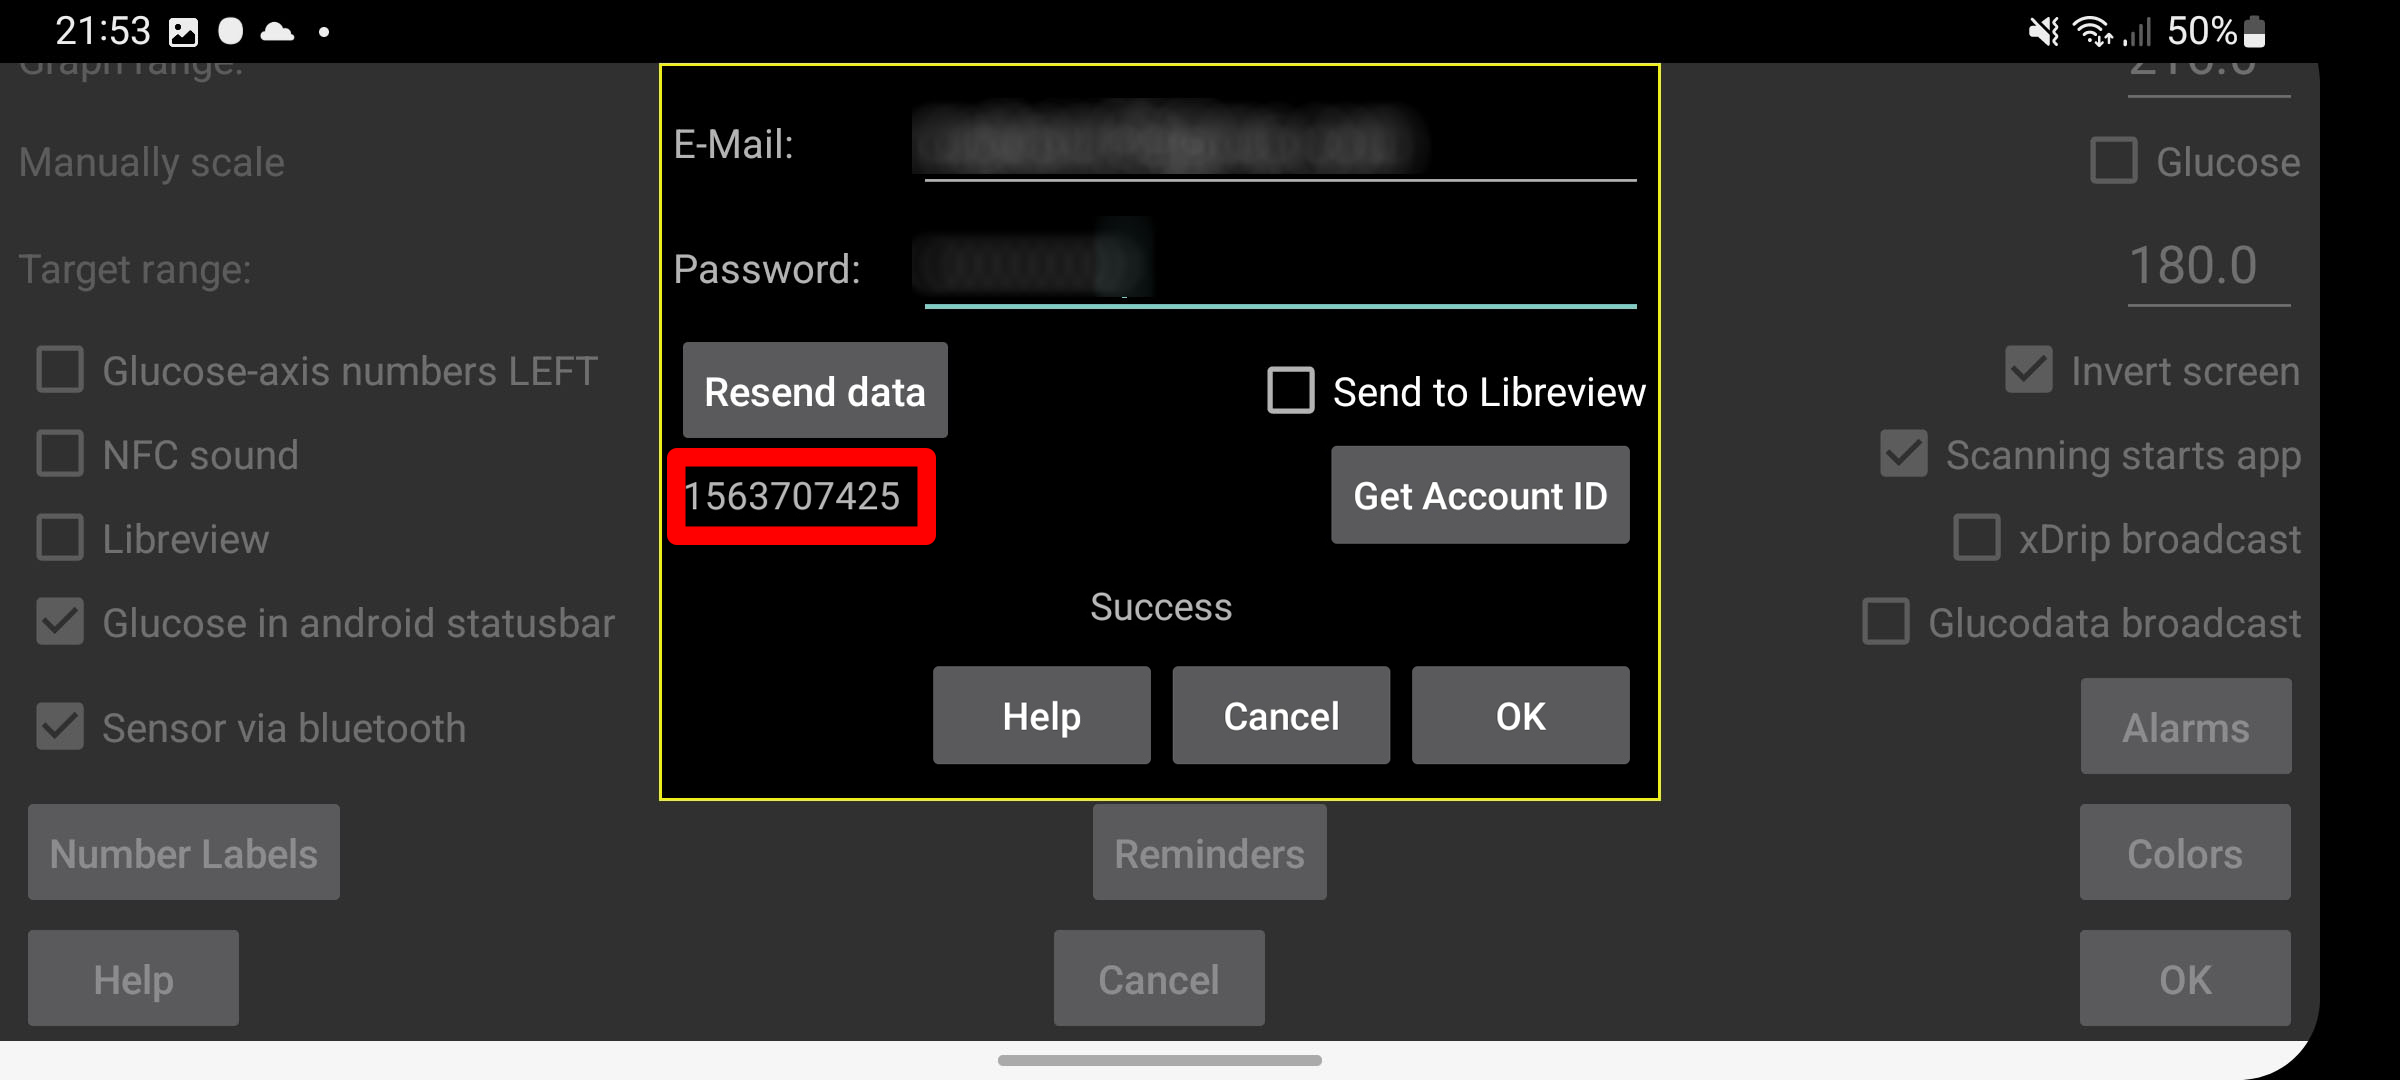 21:53 50%
Graph range: 210.0
E-Mail:
Manually scale Glucose
Target range: Password: 180.0
Glucose-axis numbers LEFT Resend data Send to Libreview Invert screen
NFC sound 1563707425 Get Account ID Scanning starts app
Libreview xDrip broadcast
Glucose in android statusbar Success Glucodata broadcast
Sensor via bluetooth Help Cancel OK Alarms
Number Labels Reminders Colors
Help Cancel OK